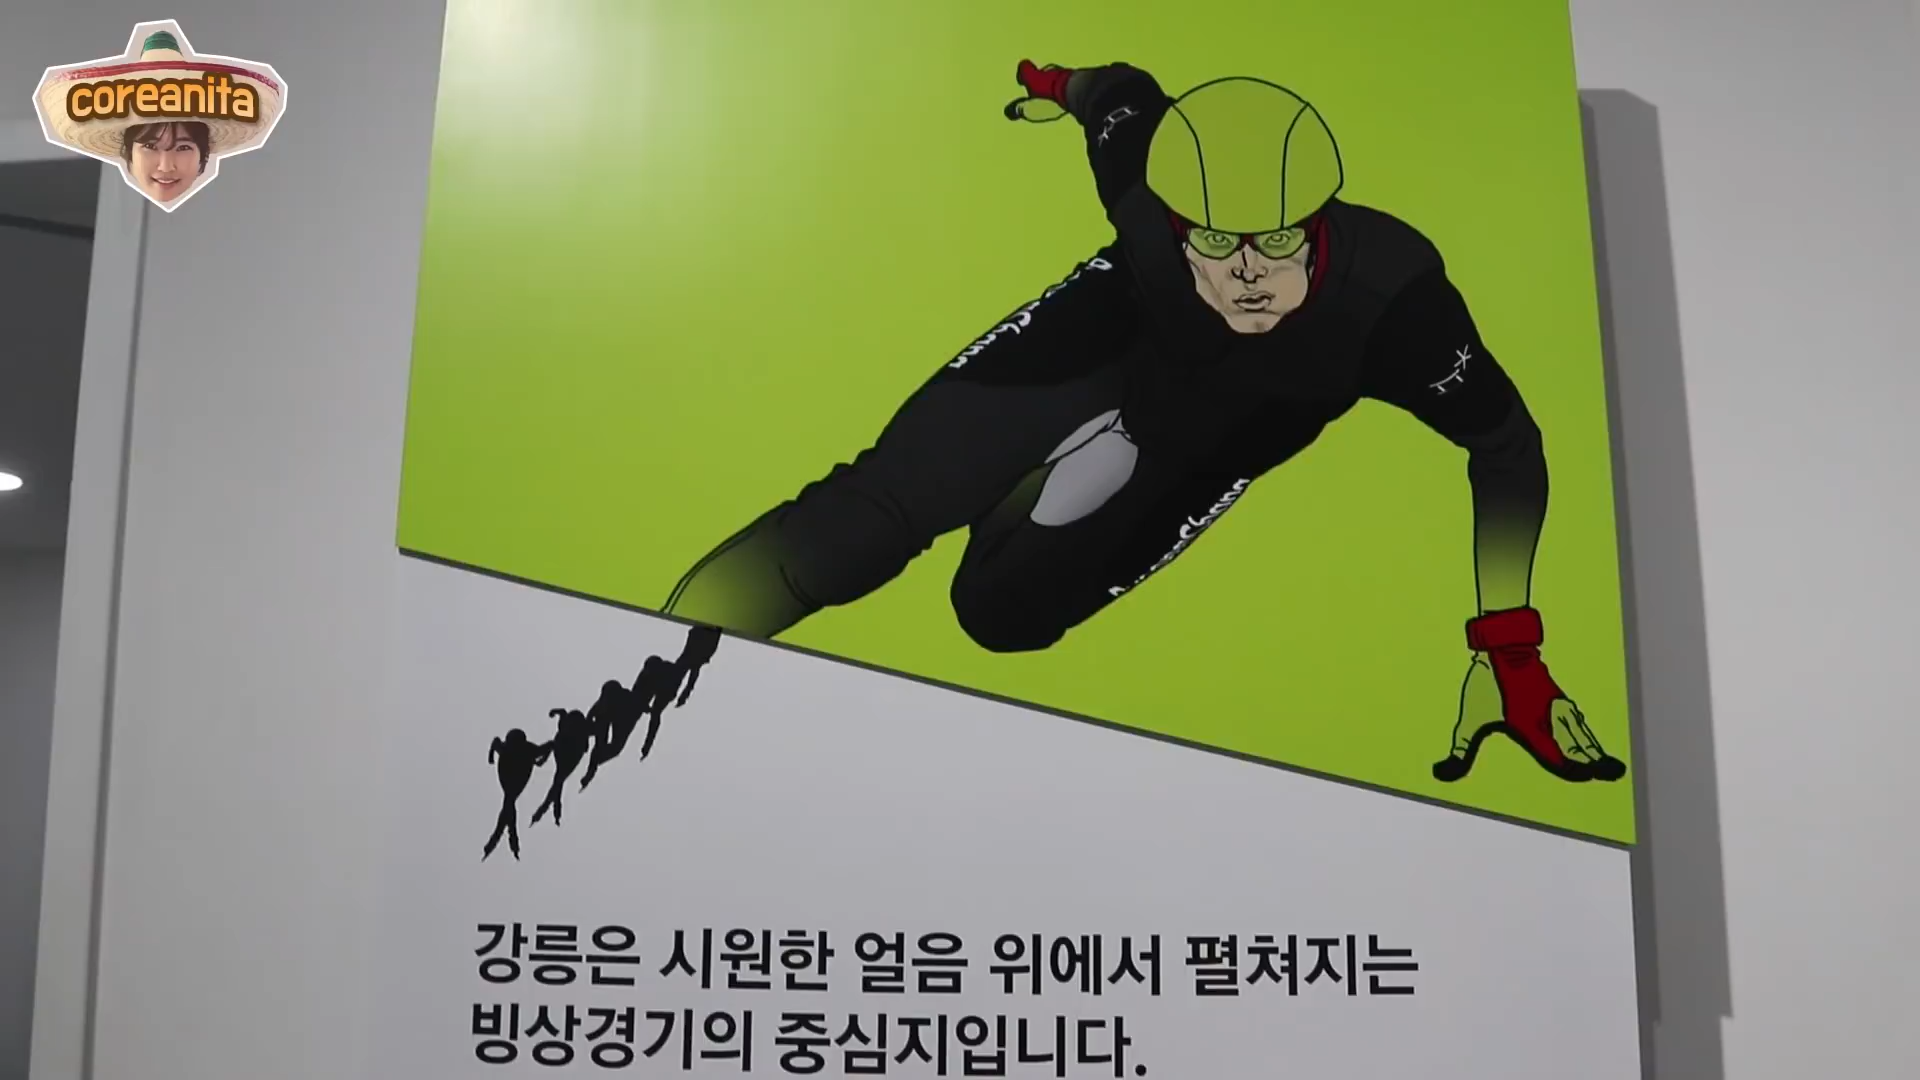 coreanita
강릉은 시원한 얼음 위에서 펼쳐지는
빙상경기의 중심지입니다.